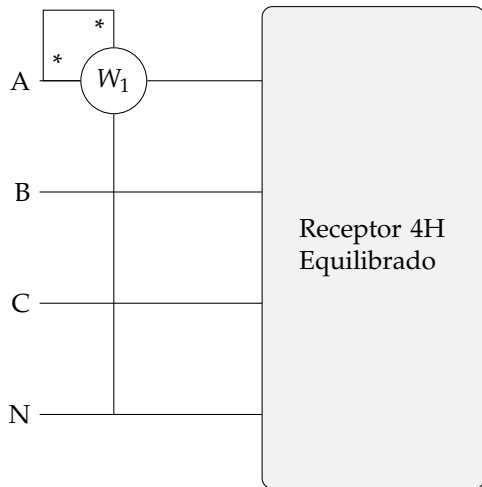 *
*
A
W₁
B
Receptor 4H
Equilibrado
C
N